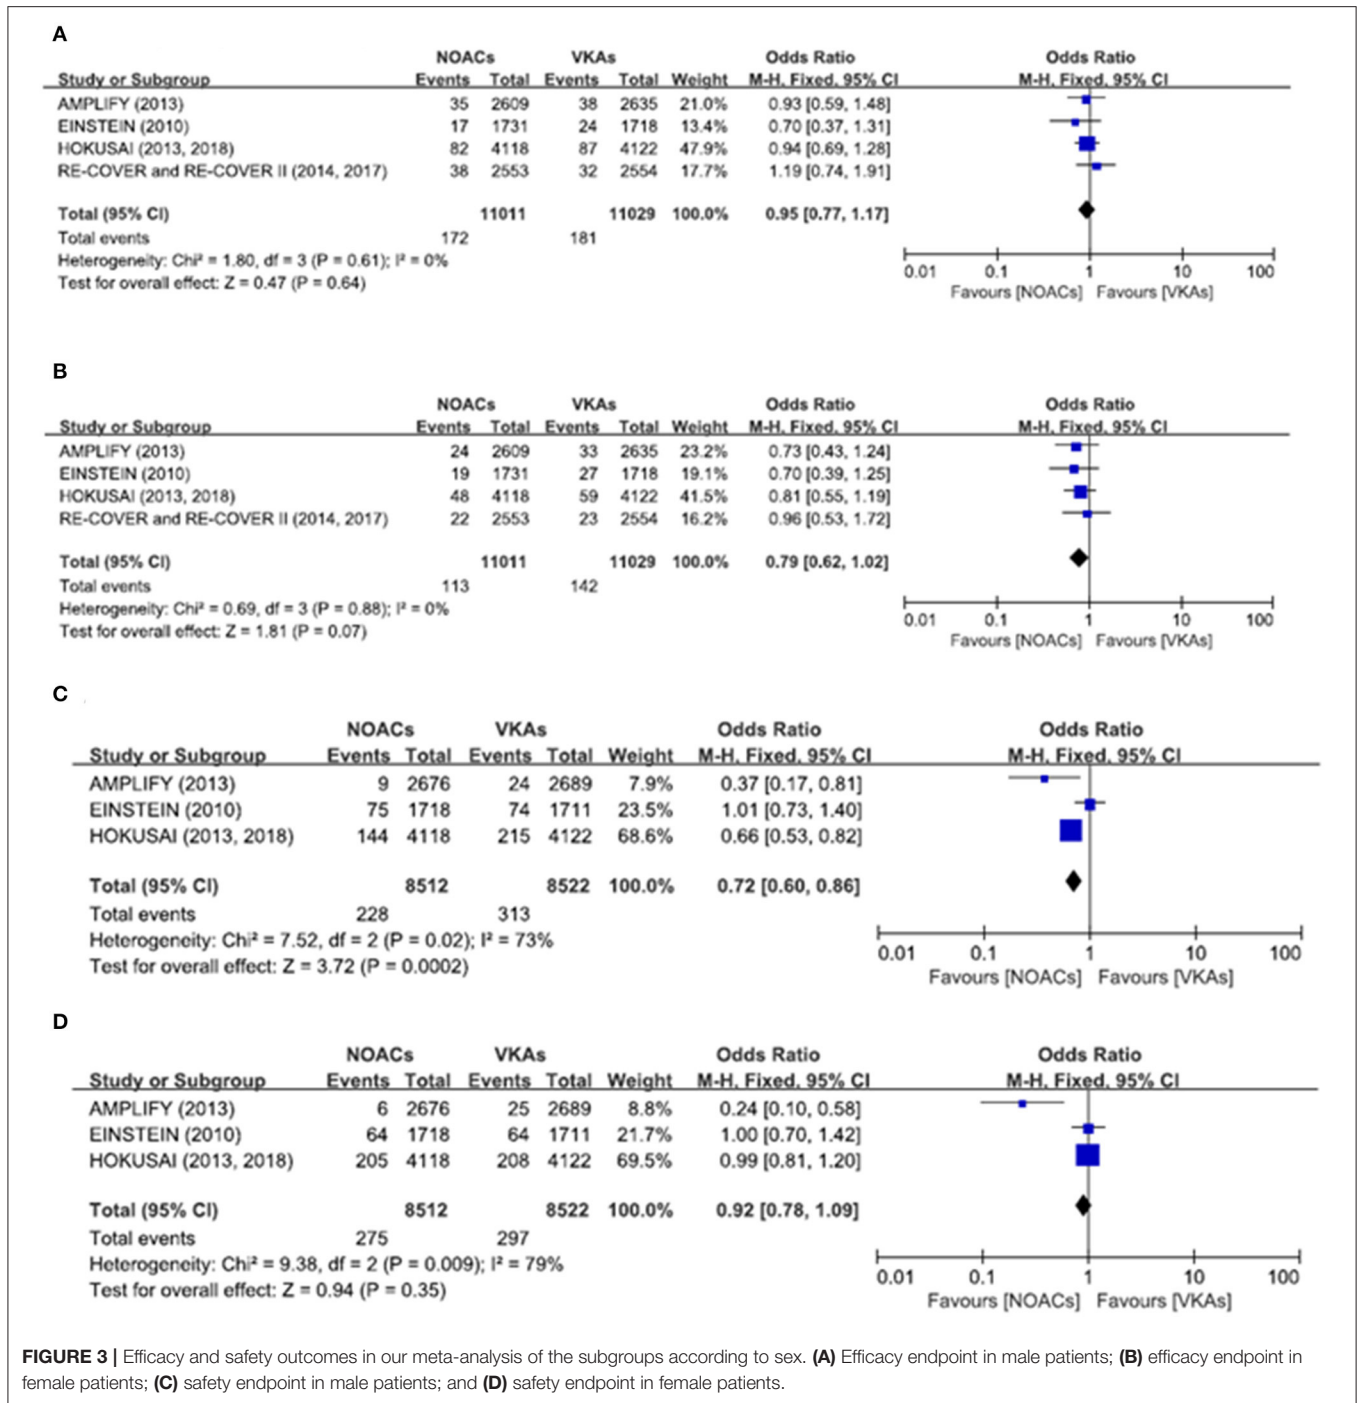 A
NOACs VKAs Odds Ratio Odds Ratio
Study or Subgroup Events Total Events Total Weight M-H, Fixed, 95% CI M-H, Fixed, 95% CI
AMPLIFY (2013) 35 2609 38 2635 21.0% 0.93 [0.59, 1.48]
EINSTEIN (2010) 17 1731 24 1718 13.4% 0.70 [0.37, 1.31]
HOKUSAI (2013, 2018) 82 4118 87 4122 47.9% 0.94 [0.69, 1.28]
RE-COVER and RE-COVER II (2014, 2017) 38 2553 32 2554 17.7% 1.19 [0.74, 1.91]
Total (95% CI) 11011 11029 100.0% 0.95 [0.77, 1.17]
Total events 172 181
Heterogeneity: Chi² = 1.80, df = 3 (P = 0.61); I² = 0%
Test for overall effect: Z = 0.47 (P = 0.64)
0.01 0.1 1 10 100
Favours [NOACs] Favours [VKAs]
B
NOACs VKAs Odds Ratio Odds Ratio
Study or Subgroup Events Total Events Total Weight M-H, Fixed, 95% CI M-H, Fixed, 95% CI
AMPLIFY (2013) 24 2609 33 2635 23.2% 0.73 [0.43, 1.24]
EINSTEIN (2010) 19 1731 27 1718 19.1% 0.70 [0.39, 1.25]
HOKUSAI (2013, 2018) 48 4118 59 4122 41.5% 0.81 [0.55, 1.19]
RE-COVER and RE-COVER II (2014, 2017) 22 2553 23 2554 16.2% 0.96 [0.53, 1.72]
Total (95% CI) 11011 11029 100.0% 0.79 [0.62, 1.02]
Total events 113 142
Heterogeneity: Chi² = 0.69, df = 3 (P = 0.88); I² = 0%
Test for overall effect: Z = 1.81 (P = 0.07)
0.01 0.1 1 10 100
Favours [NOACs] Favours [VKAs]
C
NOACs VKAs Odds Ratio Odds Ratio
Study or Subgroup Events Total Events Total Weight M-H, Fixed, 95% CI M-H, Fixed, 95% CI
AMPLIFY (2013) 9 2676 24 2689 7.9% 0.37 [0.17, 0.81]
EINSTEIN (2010) 75 1718 74 1711 23.5% 1.01 [0.73, 1.40]
HOKUSAI (2013, 2018) 144 4118 215 4122 68.6% 0.66 [0.53, 0.82]
Total (95% CI) 8512 8522 100.0% 0.72 [0.60, 0.86]
Total events 228 313
Heterogeneity: Chi² = 7.52, df = 2 (P = 0.02); I² = 73%
Test for overall effect: Z = 3.72 (P = 0.0002)
0.01 0.1 1 10 100
Favours [NOACs] Favours [VKAs]
D
NOACs VKAs Odds Ratio Odds Ratio
Study or Subgroup Events Total Events Total Weight M-H, Fixed, 95% CI M-H, Fixed, 95% CI
AMPLIFY (2013) 6 2676 25 2689 8.8% 0.24 [0.10, 0.58]
EINSTEIN (2010) 64 1718 64 1711 21.7% 1.00 [0.70, 1.42]
HOKUSAI (2013, 2018) 205 4118 208 4122 69.5% 0.99 [0.81, 1.20]
Total (95% CI) 8512 8522 100.0% 0.92 [0.78, 1.09]
Total events 275 297
Heterogeneity: Chi² = 9.38, df = 2 (P = 0.009); I² = 79%
Test for overall effect: Z = 0.94 (P = 0.35)
0.01 0.1 1 10 100
Favours [NOACs] Favours [VKAs]
FIGURE 3 | Efficacy and safety outcomes in our meta-analysis of the subgroups according to sex. (A) Efficacy endpoint in male patients; (B) efficacy endpoint in
female patients; (C) safety endpoint in male patients; and (D) safety endpoint in female patients.